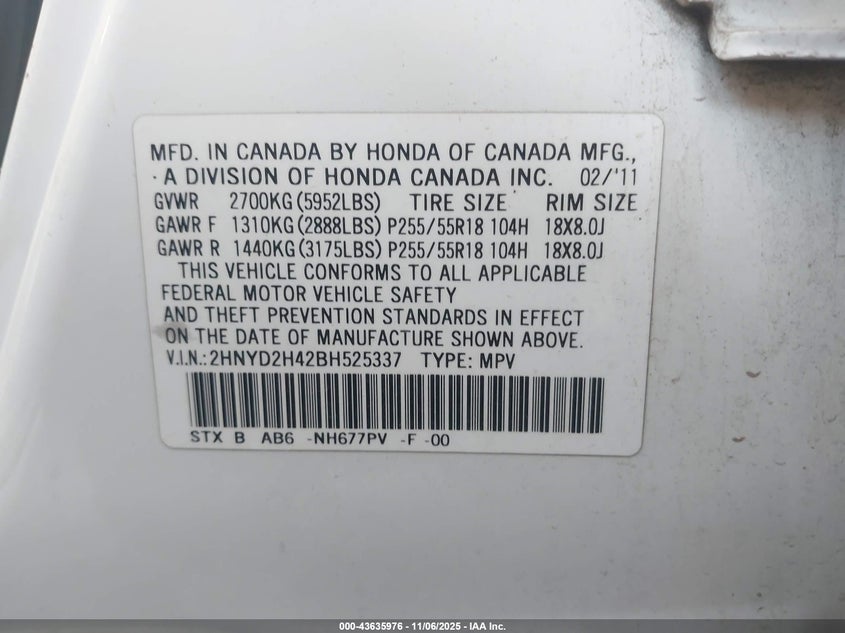 MFD. IN CANADA BY HONDA OF CANADA MFG.,
A DIVISION OF HONDA CANADA INC. 02/'11
GVWR 2700KG(5952LBS) TIRE SIZE RIM SIZE
GAWR F 1310KG(2888LBS) P255/55R18 104H 18X8.0J
GAWR R 1440KG(3175LBS) P255/55R18 104H 18X8.0J
THIS VEHICLE CONFORMS TO ALL APPLICABLE
FEDERAL MOTOR VEHICLE SAFETY
AND THEFT PREVENTION STANDARDS IN EFFECT
ON THE DATE OF MANUFACTURE SHOWN ABOVE.
V.I.N.:2HNYD2H42BH525337 TYPE: MPV
STX B AB6 -NH677PV -F -00
000-43635976 - 11/06/2025 - IAA Inc.